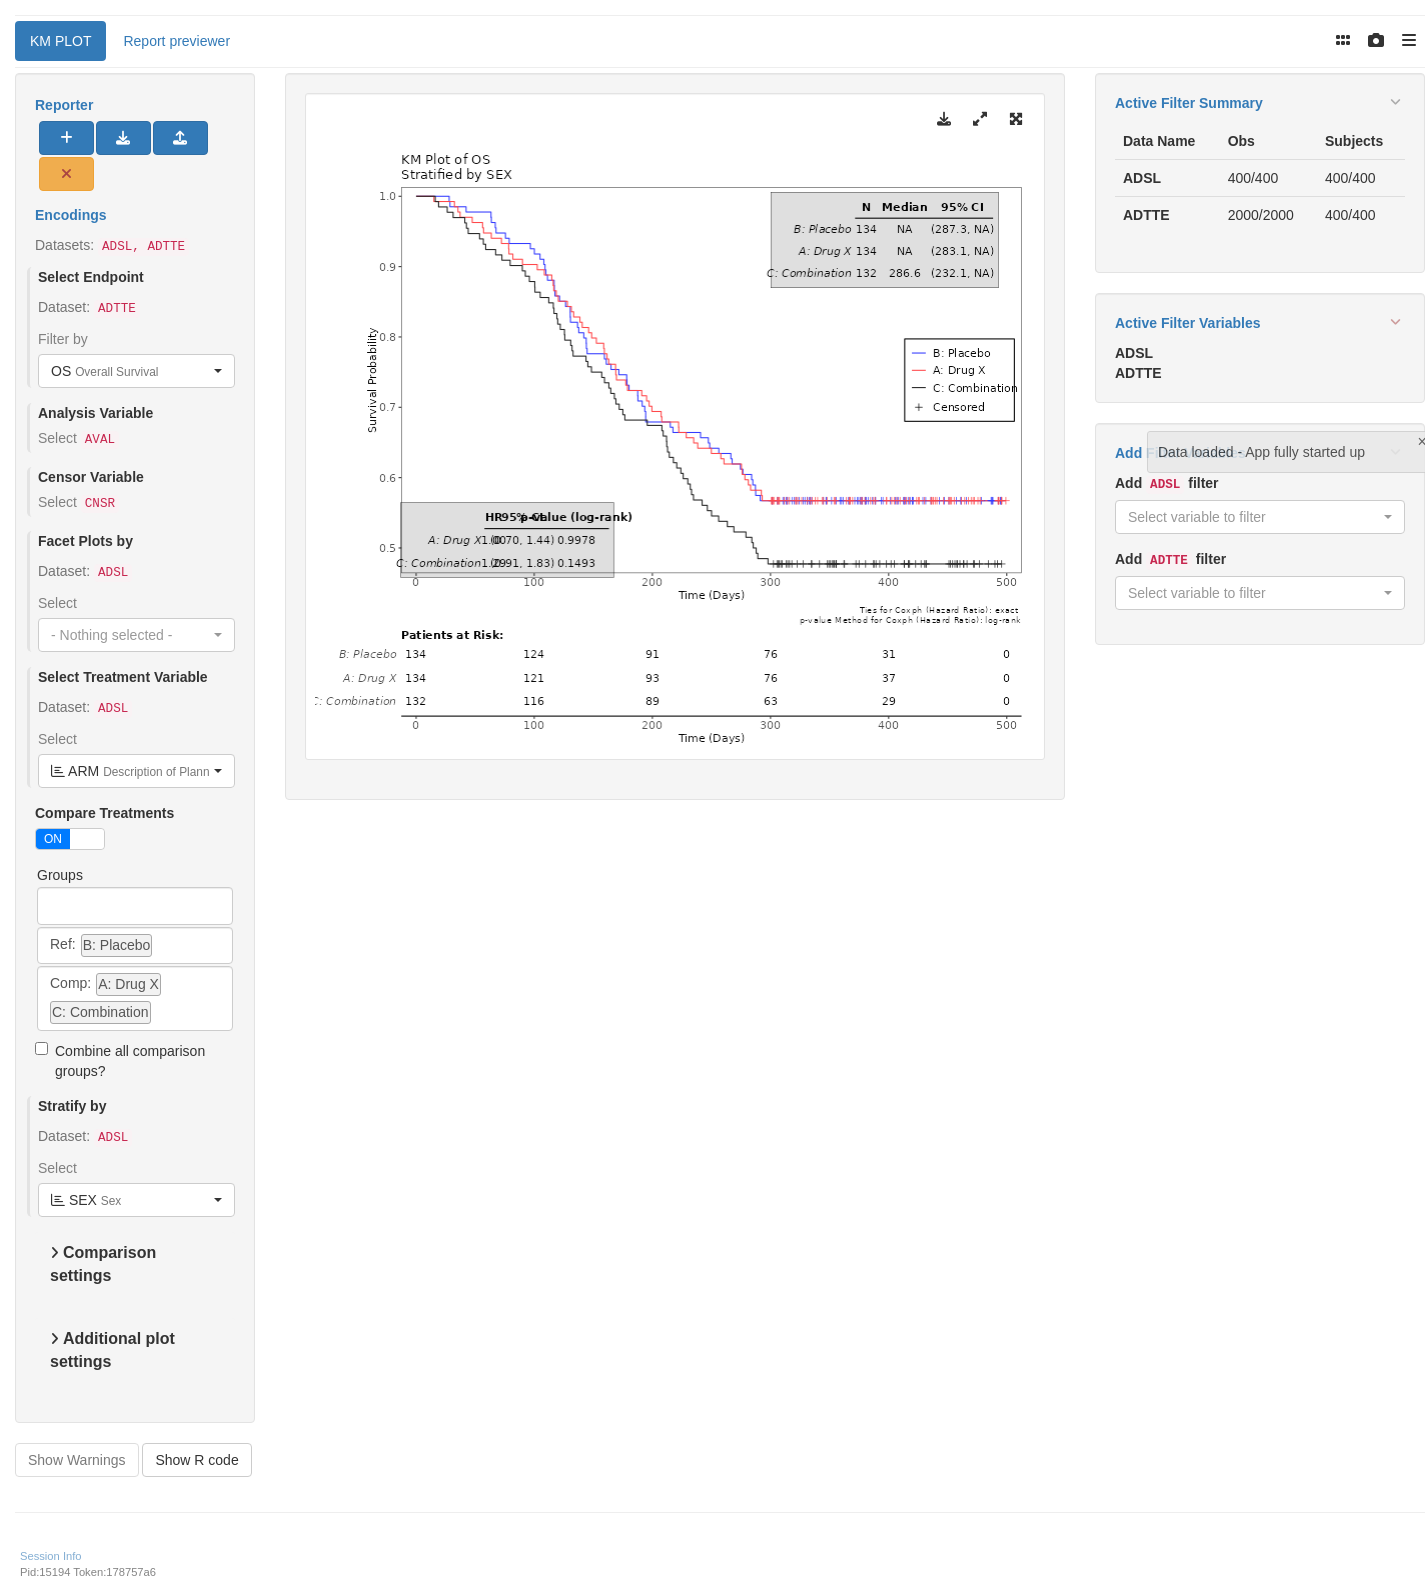 KM PLOT
Report previewer
Reporter
Encodings
Datasets: ADSL, ADTTE
Select Endpoint
Dataset: ADTTE
Filter by
OS Overall Survival
Analysis Variable
Select AVAL
Censor Variable
Select CNSR
Facet Plots by
Dataset: ADSL
Select
- Nothing selected -
Select Treatment Variable
Dataset: ADSL
Select
ARM Description of Plann
Compare Treatments
ON
Groups
Ref: B: Placebo
Comp: A: Drug X
C: Combination
Combine all comparison
groups?
Stratify by
Dataset: ADSL
Select
SEX Sex
Comparison
settings
Additional plot
settings
Show Warnings
Show R code
KM Plot of OS
Stratified by SEX
Survival Probability
1.0
0.9
0.8
0.7
0.6
0.5
N Median 95% CI
B: Placebo 134 NA (287.3, NA)
A: Drug X 134 NA (283.1, NA)
C: Combination 132 286.6 (232.1, NA)
B: Placebo
A: Drug X
C: Combination
Censored
HR 95% CI p-value (log-rank)
A: Drug X 1.00 (0.70, 1.44) 0.9978
C: Combination 1.29 (0.91, 1.83) 0.1493
0 100 200 300 400 500
Time (Days)
Ties for Coxph (Hazard Ratio): exact
p-value Method for Coxph (Hazard Ratio): log-rank
Patients at Risk:
B: Placebo 134 124 91 76 31 0
A: Drug X 134 121 93 76 37 0
C: Combination 132 116 89 63 29 0
0 100 200 300 400 500
Time (Days)
Active Filter Summary
Data Name Obs Subjects
ADSL 400/400 400/400
ADTTE 2000/2000 400/400
Active Filter Variables
ADSL
ADTTE
Add
Data loaded - App fully started up
×
Add ADSL filter
Select variable to filter
Add ADTTE filter
Select variable to filter
Session Info
Pid:15194 Token:178757a6